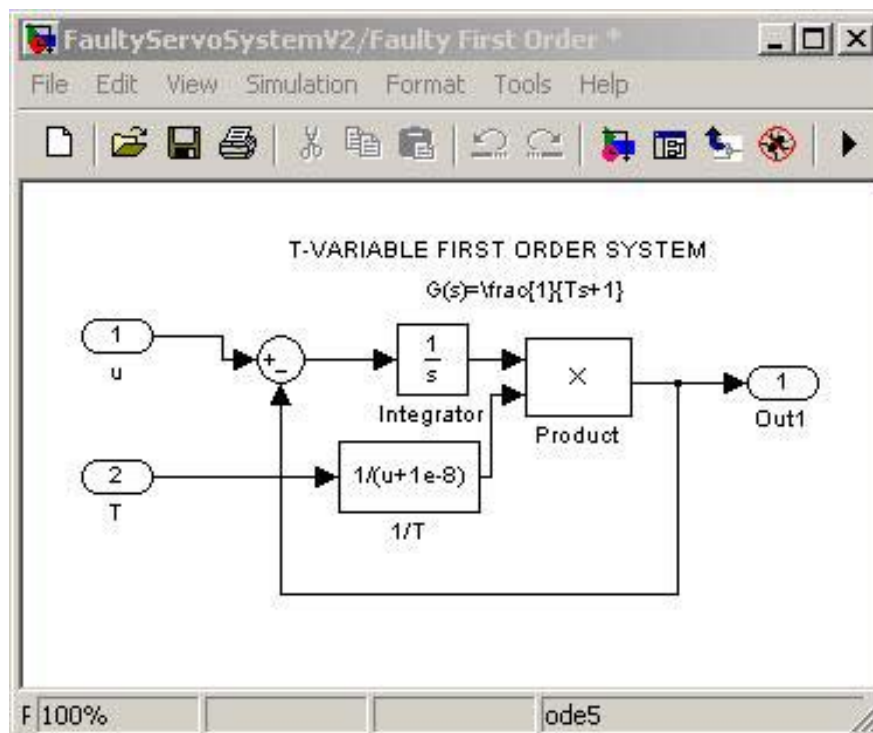 FaultyServoSystemV2/Faulty First Order *
File Edit View Simulation Format Tools Help
T-VARIABLE FIRST ORDER SYSTEM
G(s)=\frac{1}{Ts+1}
1
u
+
-
1
s
Integrator
×
Product
1
Out1
2
T
1/(u+1e-8)
1/T
F 100% ode5